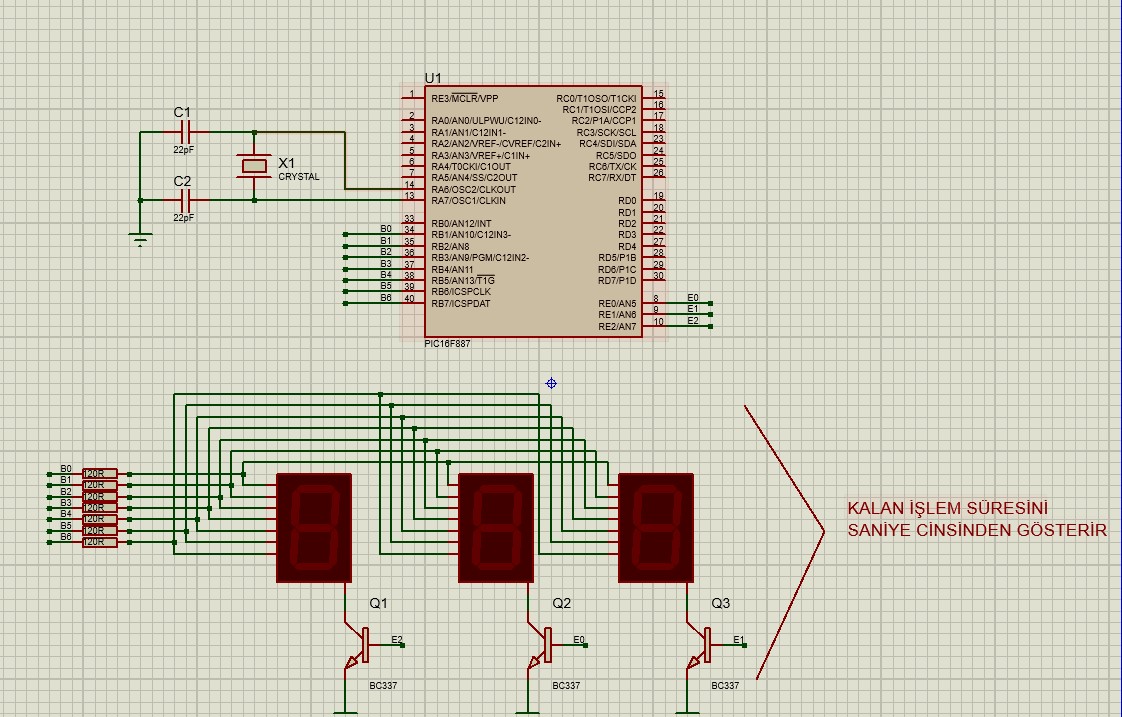 U1
1 RE3/MCLR/VPP
2 RA0/AN0/ULPWU/C12IN0-
3 RA1/AN1/C12IN1-
4 RA2/AN2/VREF-/CVREF/C2IN+
5 RA3/AN3/VREF+/C1IN+
6 RA4/T0CKI/C1OUT
7 RA5/AN4/SS/C2OUT
14 RA6/OSC2/CLKOUT
13 RA7/OSC1/CLKIN
33 RB0/AN12/INT
34 RB1/AN10/C12IN3-
35 RB2/AN8
36 RB3/AN9/PGM/C12IN2-
37 RB4/AN11
38 RB5/AN13/T1G
39 RB6/ICSPCLK
40 RB7/ICSPDAT
RC0/T1OSO/T1CKI 15
RC1/T1OSI/CCP2 16
RC2/P1A/CCP1 17
RC3/SCK/SCL 18
RC4/SDI/SDA 23
RC5/SDO 24
RC6/TX/CK 25
RC7/RX/DT 26
RD0 19
RD1 20
RD2 21
RD3 22
RD4 27
RD5/P1B 28
RD6/P1C 29
RD7/P1D 30
RE0/AN5 8
RE1/AN6 9
RE2/AN7 10
PIC16F887
C1
22pF
C2
22pF
X1
CRYSTAL
B0
B1
B2
B3
B4
B5
B6
E0
E1
E2
B0 120R
B1 120R
B2 120R
B3 120R
B4 120R
B5 120R
B6 120R
Q1
E2
BC337
Q2
E0
BC337
Q3
E1
BC337
KALAN İŞLEM SÜRESİNİ
SANİYE CİNSİNDEN GÖSTERİR